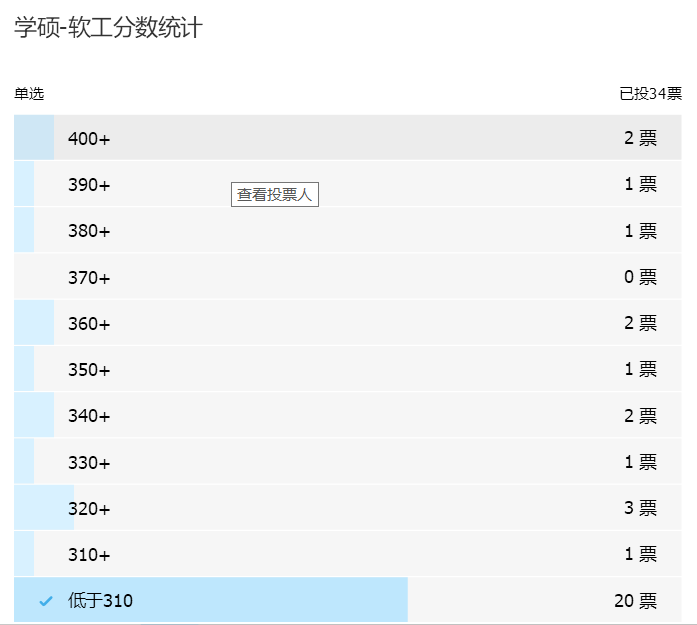 学硕-软工分数统计
单选 已投34票
400+ 2 票
390+ 1 票
查看投票人
380+ 1 票
370+ 0 票
360+ 2 票
350+ 1 票
340+ 2 票
330+ 1 票
320+ 3 票
310+ 1 票
低于310 20 票